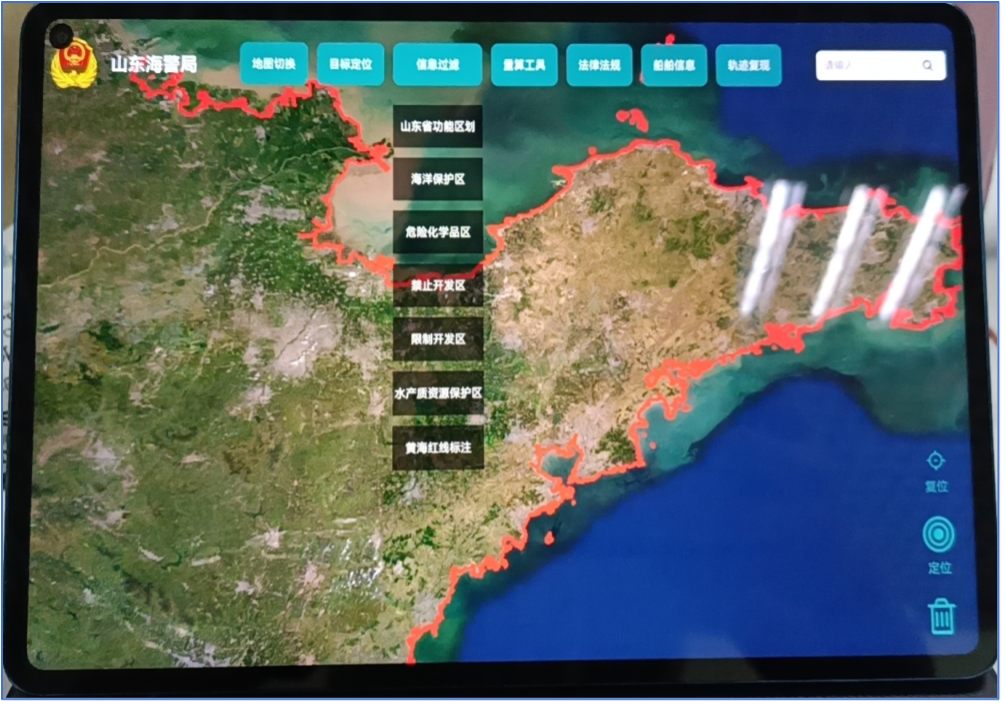 山东海警局
地图切换
目标定位
信息过滤
量算工具
法律法规
船舶信息
轨迹复现
请输入
山东省功能区划
海洋保护区
危险化学品区
禁止开发区
限制开发区
水产质资源保护区
黄海红线标注
复位
定位